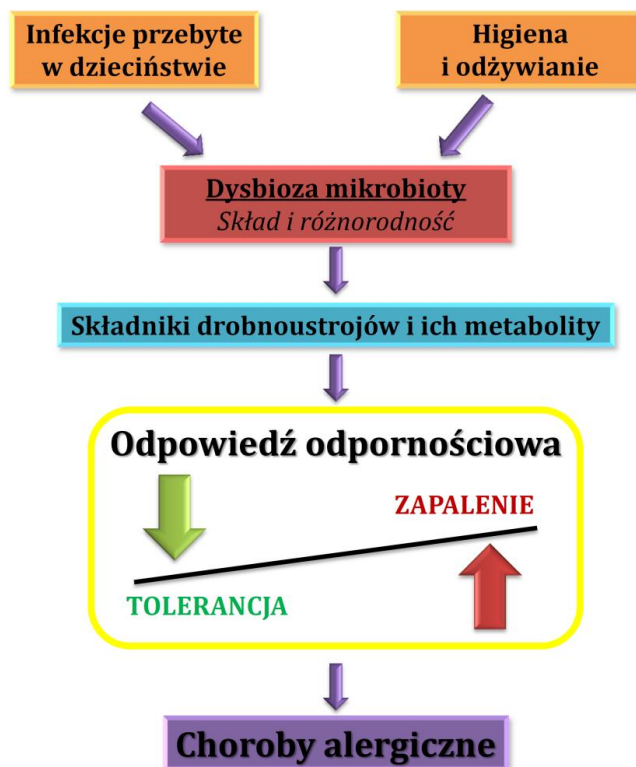 Infekcje przebyte
w dzieciństwie
Higiena
i odżywianie
Dysbioza mikrobioty
Skład i różnorodność
Składniki drobnoustrojów i ich metabolity
Odpowiedź odpornościowa
ZAPALENIE
TOLERANCJA
Choroby alergiczne